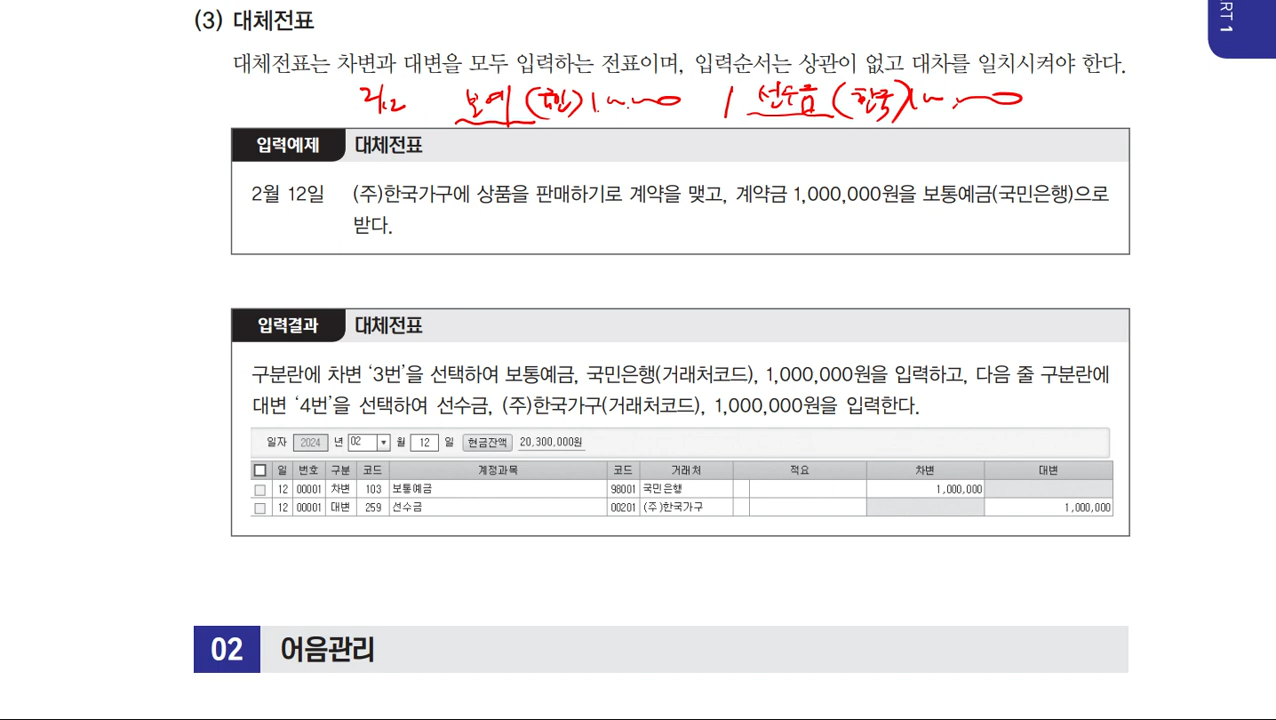 RT 1
(3) 대체전표
대체전표는 차변과 대변을 모두 입력하는 전표이며, 입력순서는 상관이 없고 대차를 일치시켜야 한다.
보예 (국민) / 선수금 (한국)
입력예제 대체전표
2월 12일 (주)한국가구에 상품을 판매하기로 계약을 맺고, 계약금 1,000,000원을 보통예금(국민은행)으로
받다.
입력결과 대체전표
구분란에 차변 ‘3번’을 선택하여 보통예금, 국민은행(거래처코드), 1,000,000원을 입력하고, 다음 줄 구분란에
대변 ‘4번’을 선택하여 선수금, (주)한국가구(거래처코드), 1,000,000원을 입력한다.
일자 2024 년 02 월 12 일 현금잔액 20,300,000원
일 번호 구분 코드 계정과목 코드 거래처 적요 차변 대변
12 00001 차변 103 보통예금 98001 국민은행 1,000,000
12 00001 대변 259 선수금 00201 (주)한국가구 1,000,000
02 어음관리